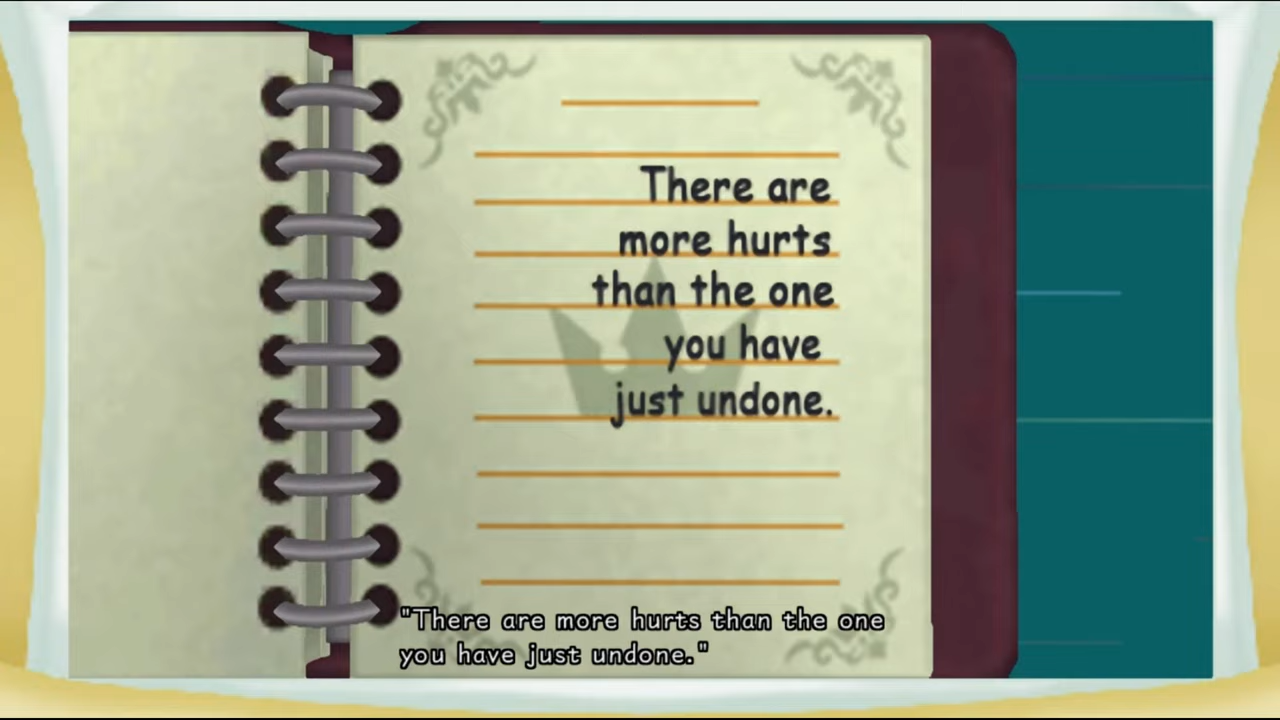 There are
more hurts
than the one
you have
just undone.
"There are more hurts than the one
you have just undone."